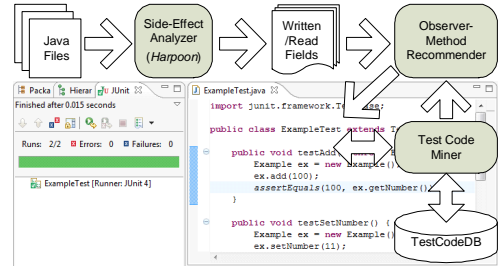 Java
Files
Side-Effect
Analyzer
(Harpoon)
Written
/Read
Fields
Observer-
Method
Recommender
Packa
Hierar
JUnit
Finished after 0.015 seconds
Runs: 2/2
Errors: 0
Failures: 0
ExampleTest [Runner: JUnit 4]
ExampleTest.java
import junit.framework.Te
public class ExampleTest extends T
public void testAdd
Example ex = new Example()
ex.add(100);
assertEquals(100, ex.getNumber()
}
public void testSetNumber() {
Example ex = new Example()
ex.setNumber(11);
Test Code
Miner
TestCodeDB